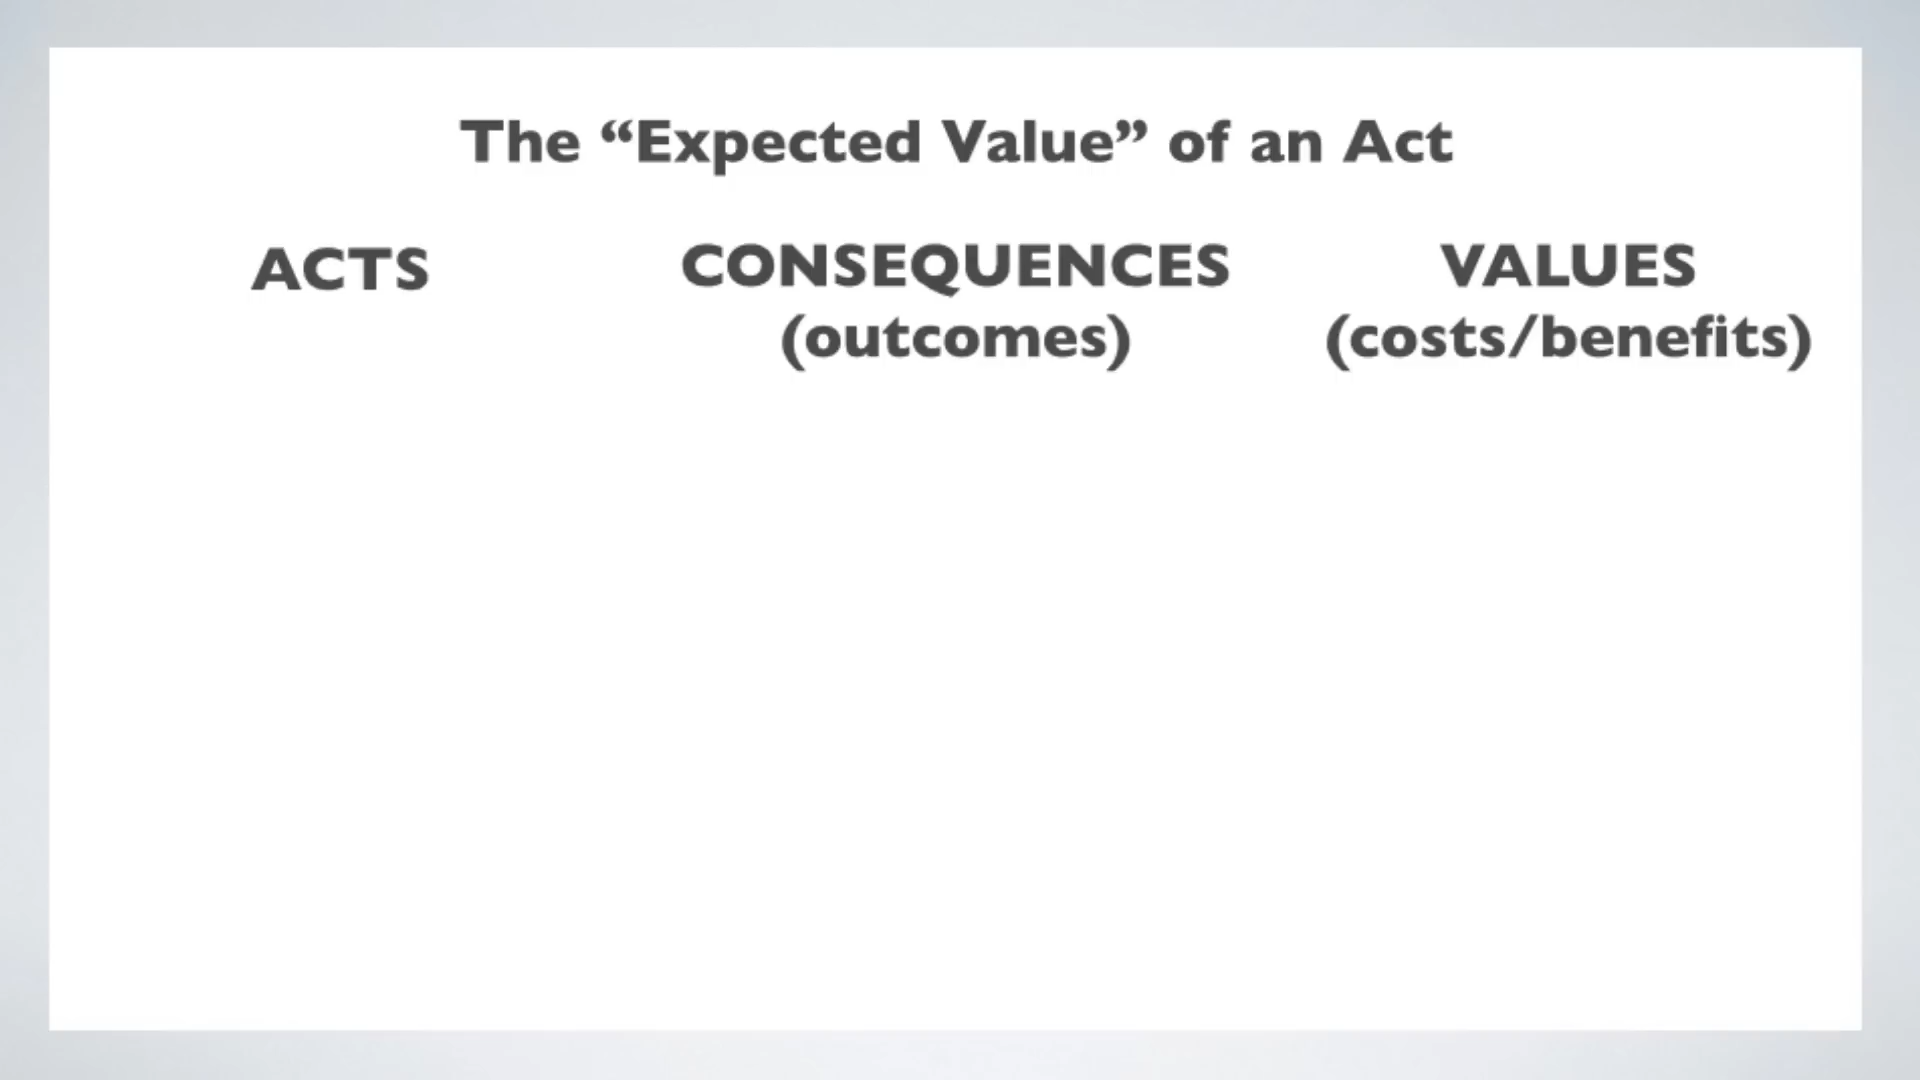 The “Expected Value” of an Act
ACTS
CONSEQUENCES
(outcomes)
VALUES
(costs/benefits)